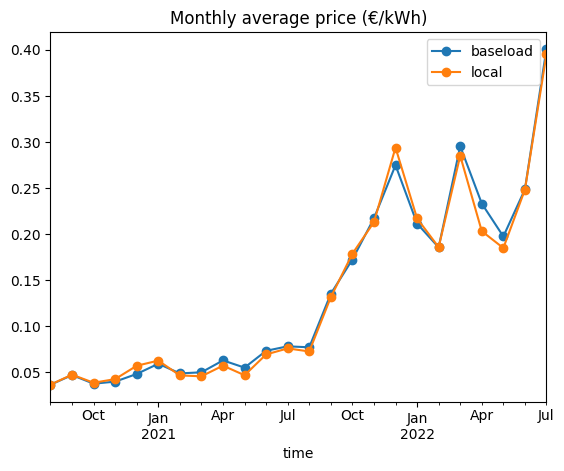 Monthly average price (€/kWh)
baseload
local
0.40
0.35
0.30
0.25
0.20
0.15
0.10
0.05
Oct
Jan
2021
Apr
Jul
Oct
Jan
2022
Apr
Jul
time